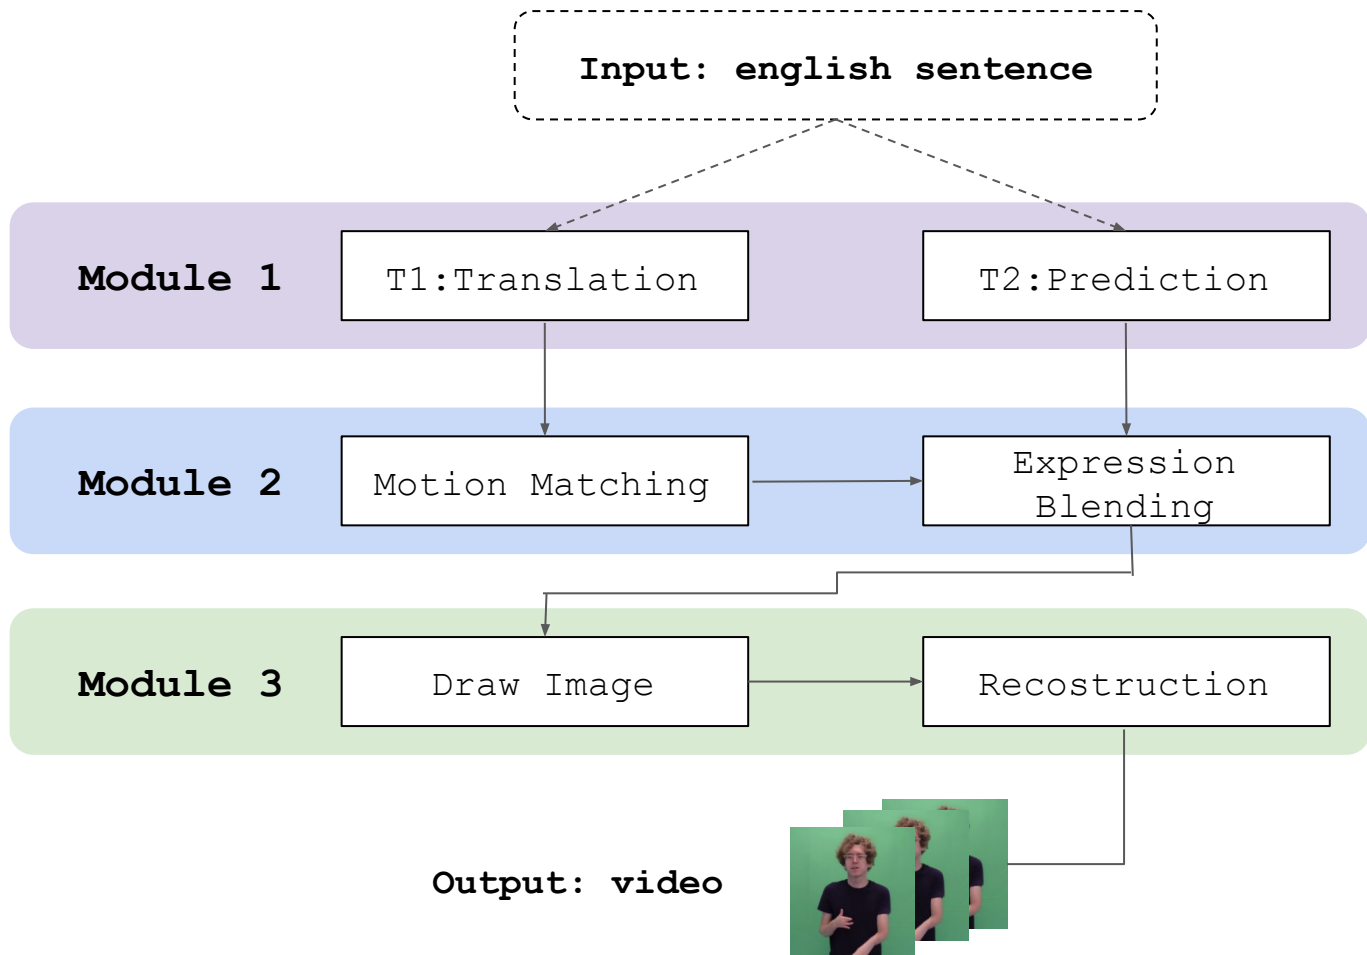 Input: english sentence
Module 1
T1:Translation
T2:Prediction
Module 2
Motion Matching
Expression
Blending
Module 3
Draw Image
Recostruction
Output: video